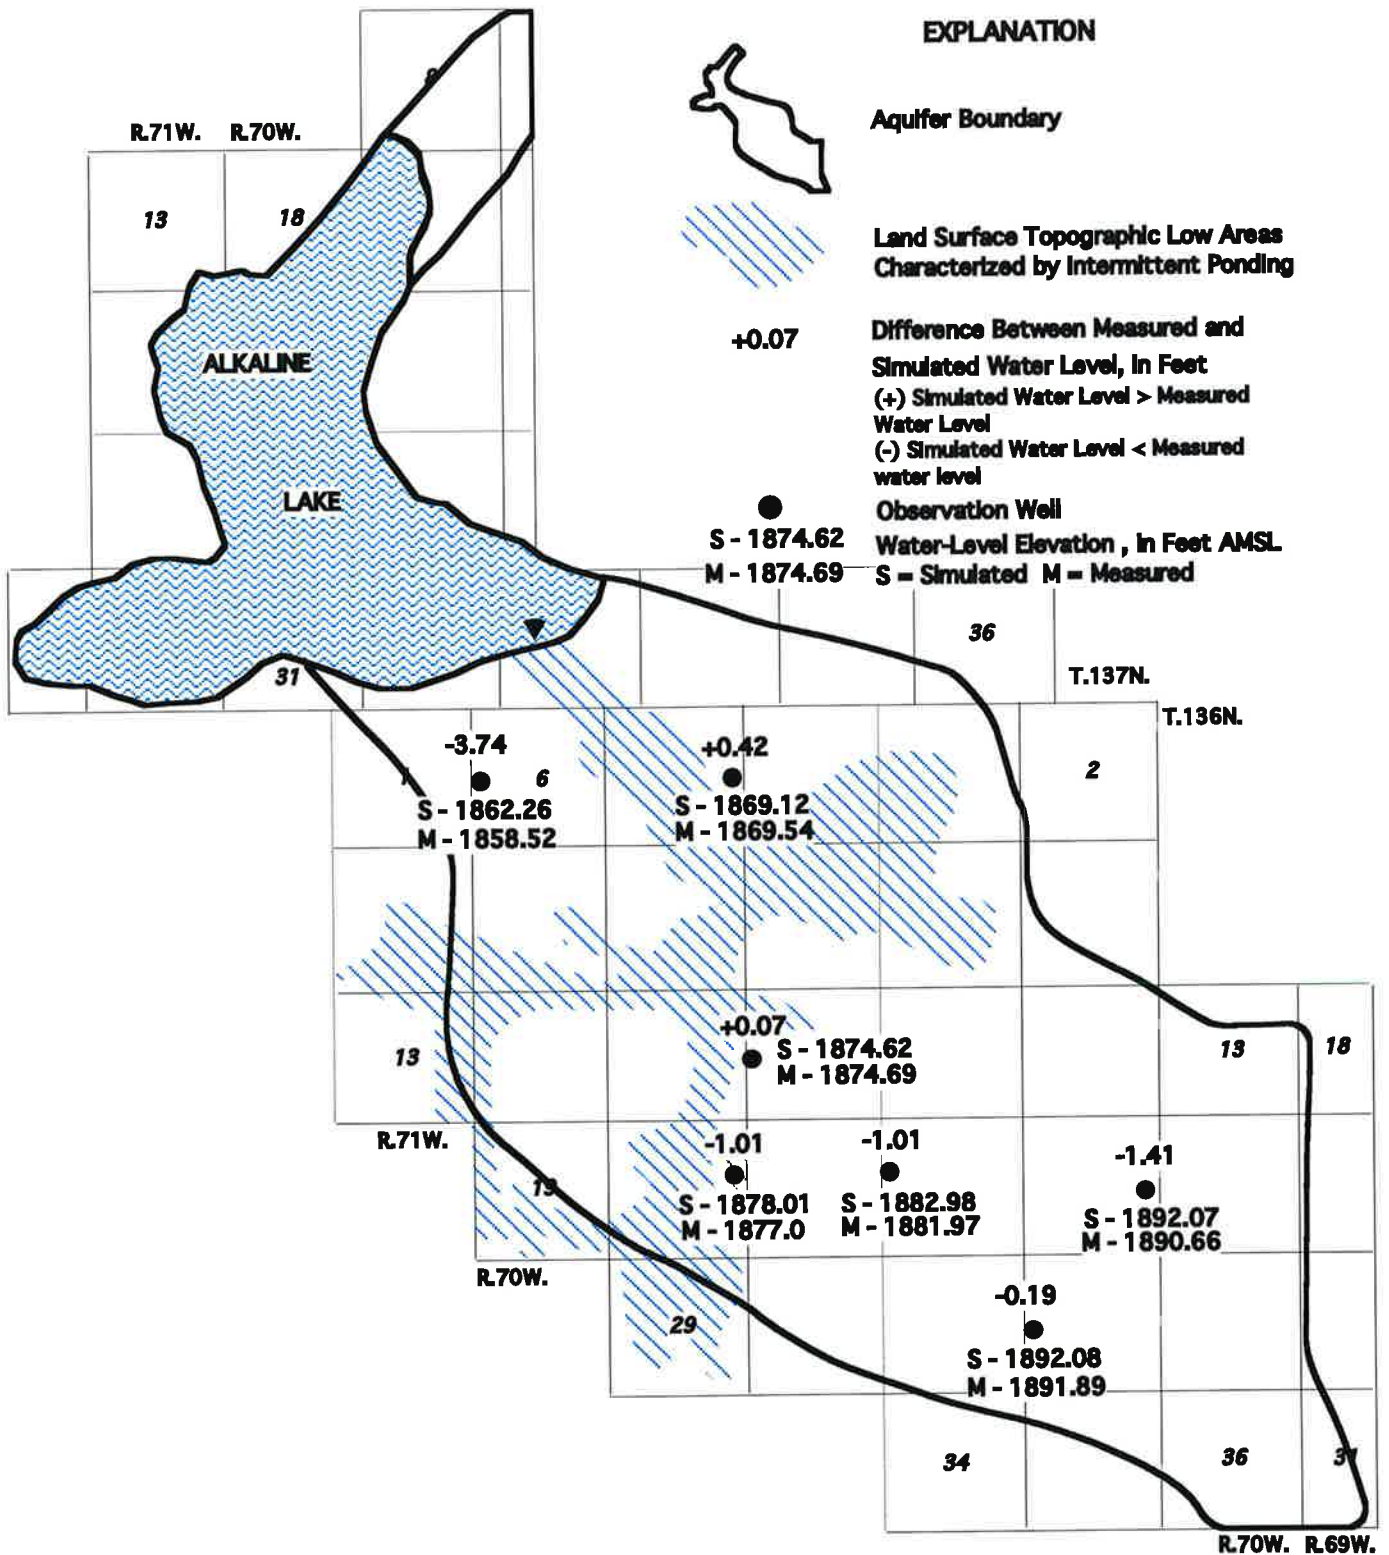 EXPLANATION
Aquifer Boundary
Land Surface Topographic Low Areas
Characterized by Intermittent Ponding
+0.07
Difference Between Measured and
Simulated Water Level, in Feet
(+) Simulated Water Level > Measured
Water Level
(-) Simulated Water Level < Measured
water level
Observation Well
S - 1874.62
Water-Level Elevation , in Feet AMSL
M - 1874.69
S = Simulated M = Measured
R.71W. R.70W.
13
18
ALKALINE
LAKE
31
36
T.137N.
T.136N.
-3.74
6
S - 1862.26
M - 1858.52
+0.42
S - 1869.12
M - 1869.54
2
+0.07
S - 1874.62
M - 1874.69
13
13
18
R.71W.
-1.01
S - 1878.01
M - 1877.0
-1.01
S - 1882.98
M - 1881.97
-1.41
S - 1892.07
M - 1890.66
19
R.70W.
29
-0.19
S - 1892.08
M - 1891.89
34
36
31
R.70W. R.69W.